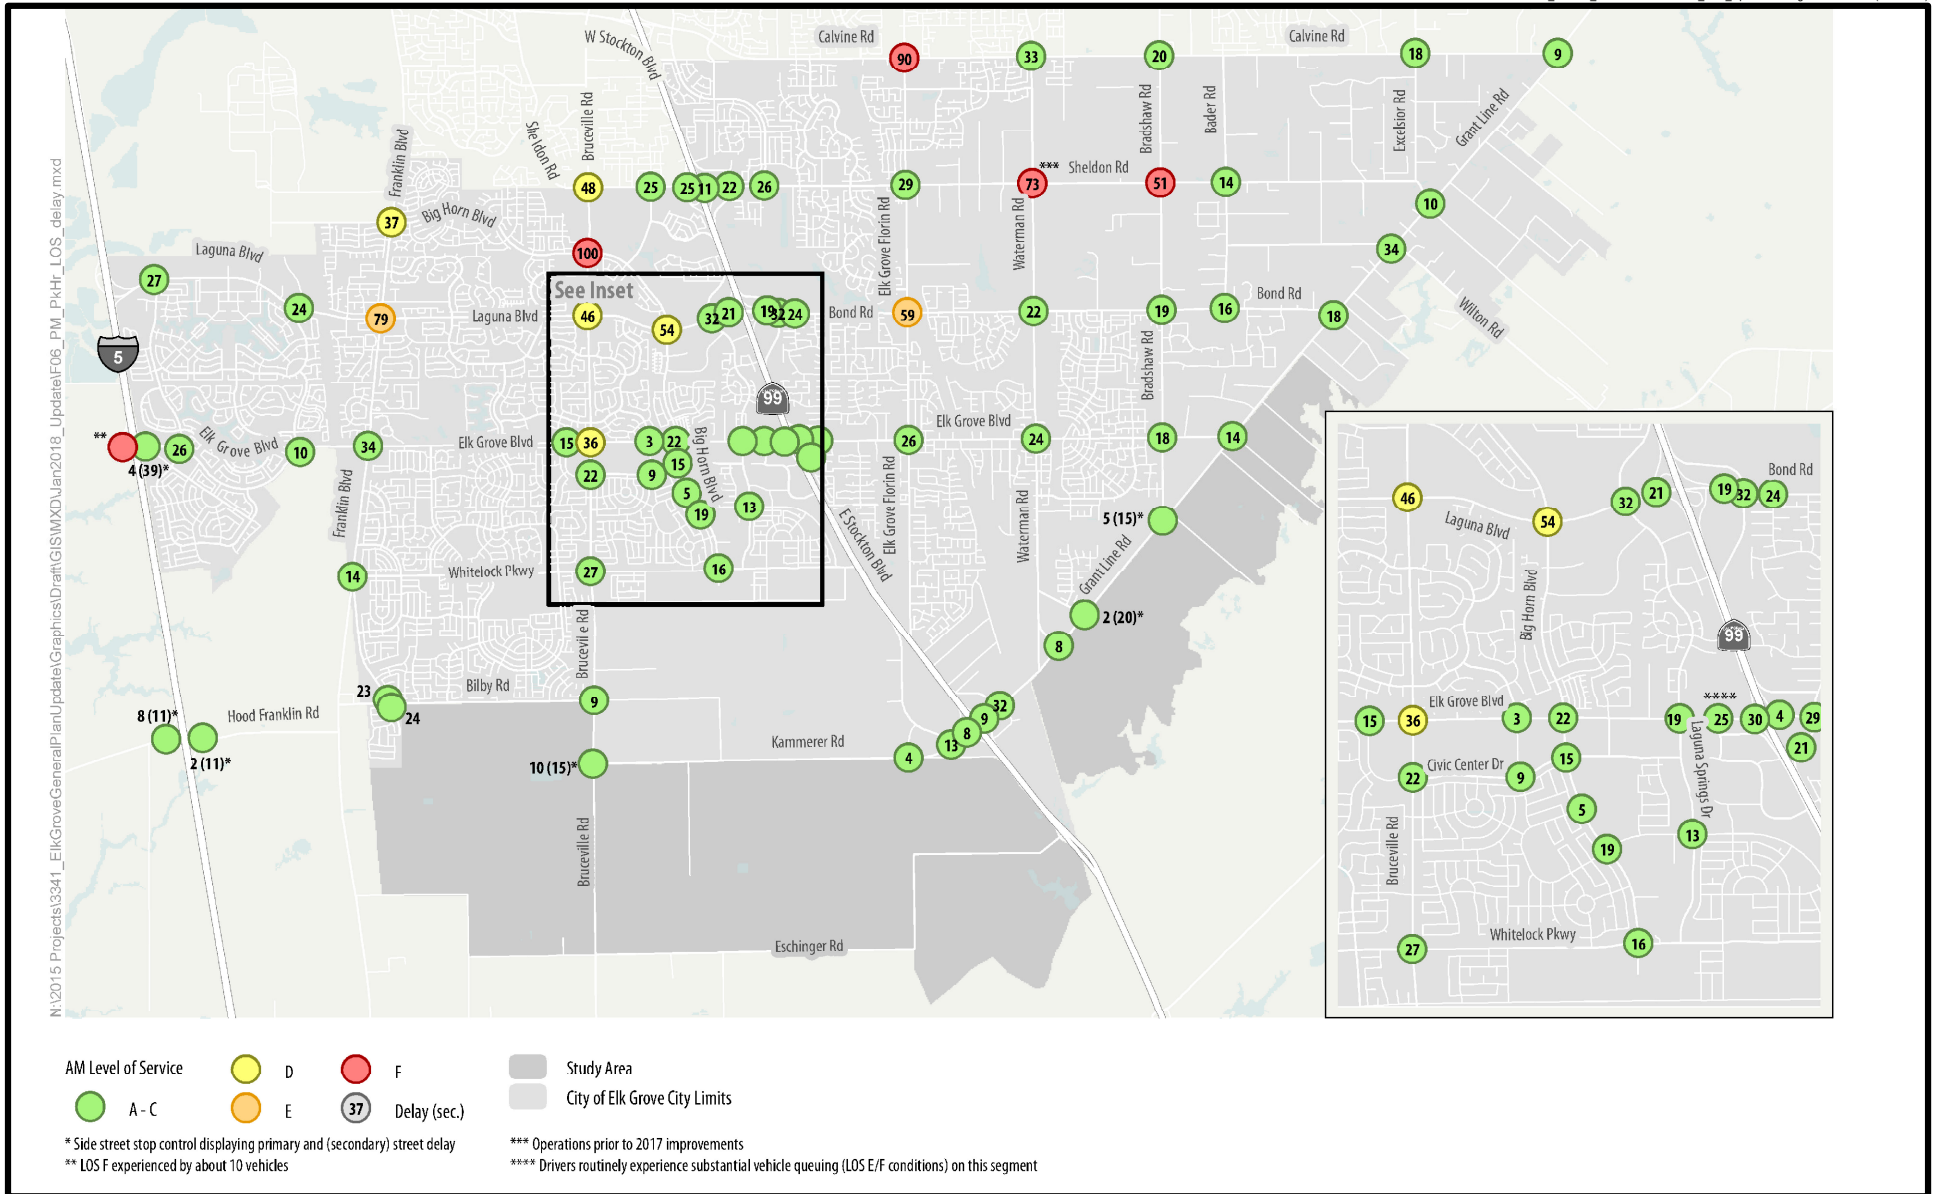 W Stockton Blvd
Calvine Rd
Calvine Rd
90
33
20
18
9
Bruceville Rd
Sheldon Rd
Franklin Blvd
Bradshaw Rd
Bader Rd
Excelsior Rd
Grant Line Rd
***
Sheldon Rd
48
25
25
11
22
26
29
73
51
14
10
37
Big Horn Blvd
Elk Grove Florin Rd
Waterman Rd
Laguna Blvd
100
34
27
See Inset
24
79
Laguna Blvd
46
54
32
21
19
32
24
Bond Rd
59
22
19
16
Bond Rd
18
Wilton Rd
5
99
Bradshaw Rd
**
4 (39)*
26
Elk Grove Blvd
10
34
Elk Grove Blvd
15
36
3
22
Big Horn Blvd
26
Elk Grove Blvd
24
18
14
22
9
15
5
19
13
Franklin Blvd
E Stockton Blvd
Elk Grove Florin Rd
Waterman Rd
5 (15)*
Grant Line Rd
14
Whitelock Pkwy
27
16
2 (20)*
8
Bruceville Rd
23
24
Bilby Rd
9
32
9
8
13
8 (11)*
Hood Franklin Rd
2 (11)*
10 (15)*
Kammerer Rd
4
Bruceville Rd
Eschinger Rd
46
Laguna Blvd
54
32
21
19
32
24
Bond Rd
Big Horn Blvd
99
****
15
36
Elk Grove Blvd
3
22
19
25
30
4
29
21
22
Civic Center Dr
9
15
Laguna Springs Dr
5
19
13
Bruceville Rd
27
Whitelock Pkwy
16
N:\2015 Projects\3341_ElkGroveGeneralPlanUpdate\Graphics\Draft\GIS\MXD\Jan2018_Update\F06_PM_PkHr_LOS_delay.mxd
AM Level of Service
D
F
Study Area
A - C
E
37
Delay (sec.)
City of Elk Grove City Limits
* Side street stop control displaying primary and (secondary) street delay
** LOS F experienced by about 10 vehicles
*** Operations prior to 2017 improvements
**** Drivers routinely experience substantial vehicle queuing (LOS E/F conditions) on this segment